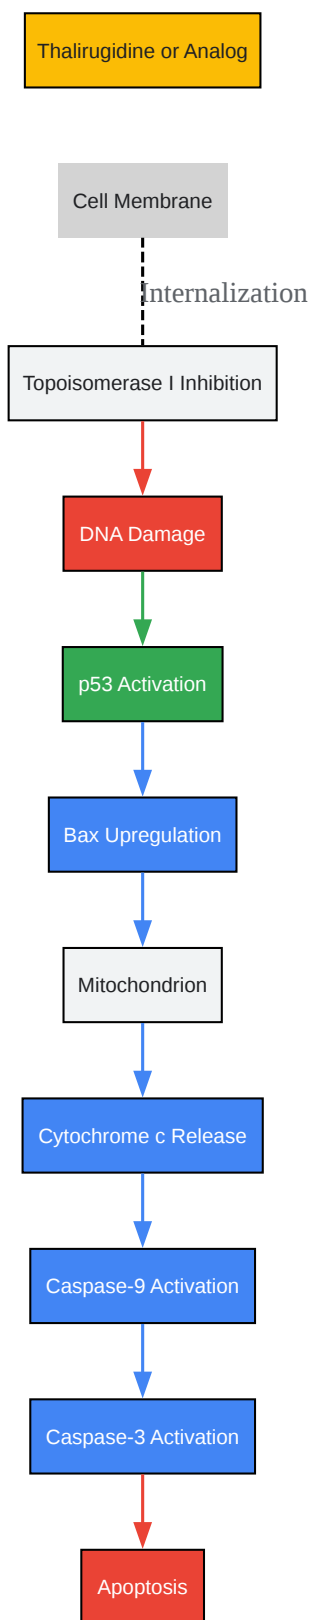 Thalirugidine or Analog
Cell Membrane
Internalization
Topoisomerase I Inhibition
DNA Damage
p53 Activation
Bax Upregulation
Mitochondrion
Cytochrome c Release
Caspase-9 Activation
Caspase-3 Activation
Apoptosis